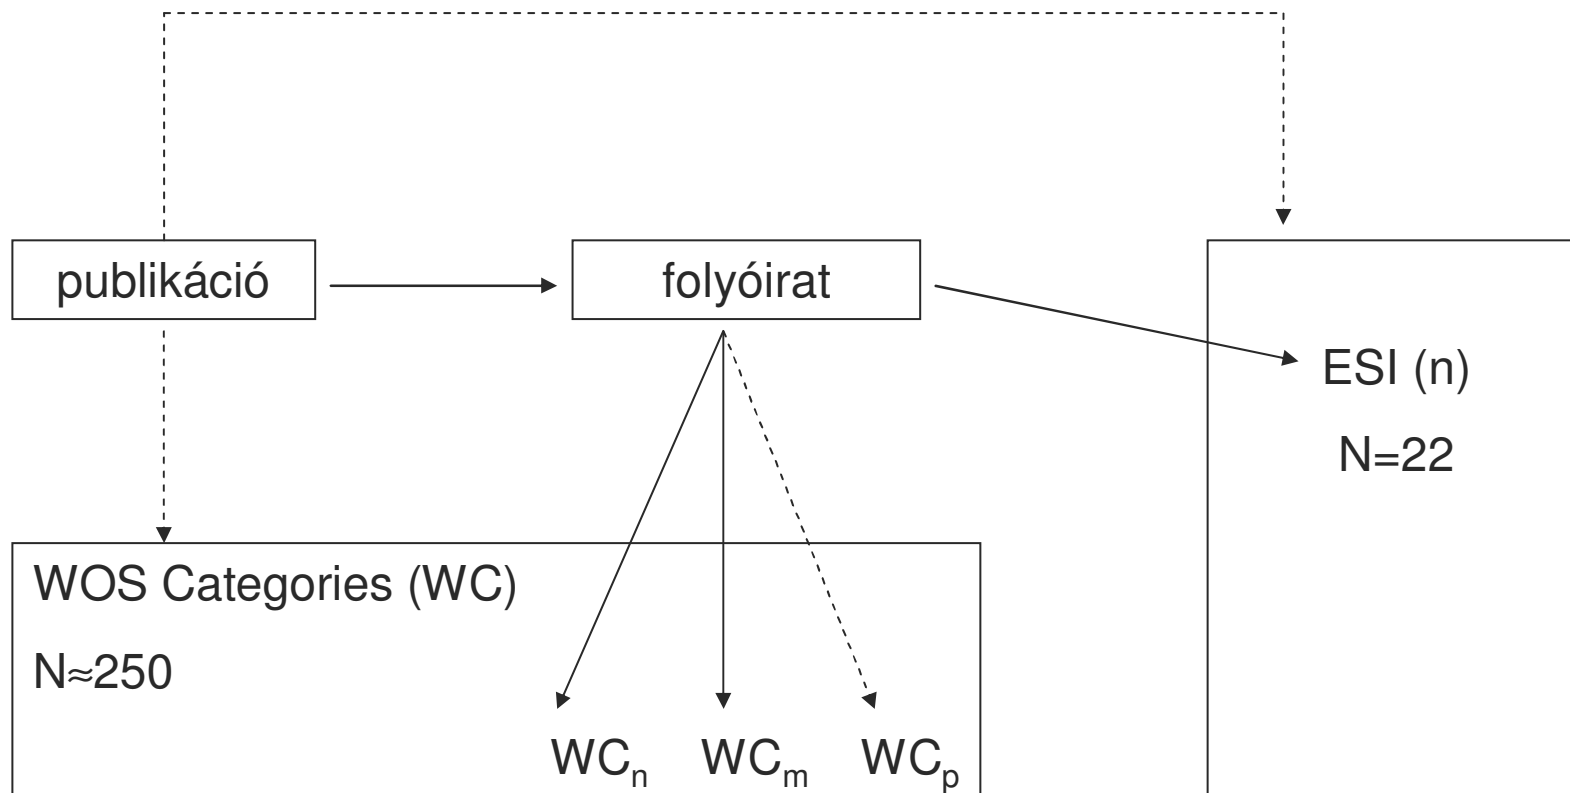 publikáció
folyóirat
ESI (n)
N=22
WOS Categories (WC)
N≈250
WCn
WCm
WCp